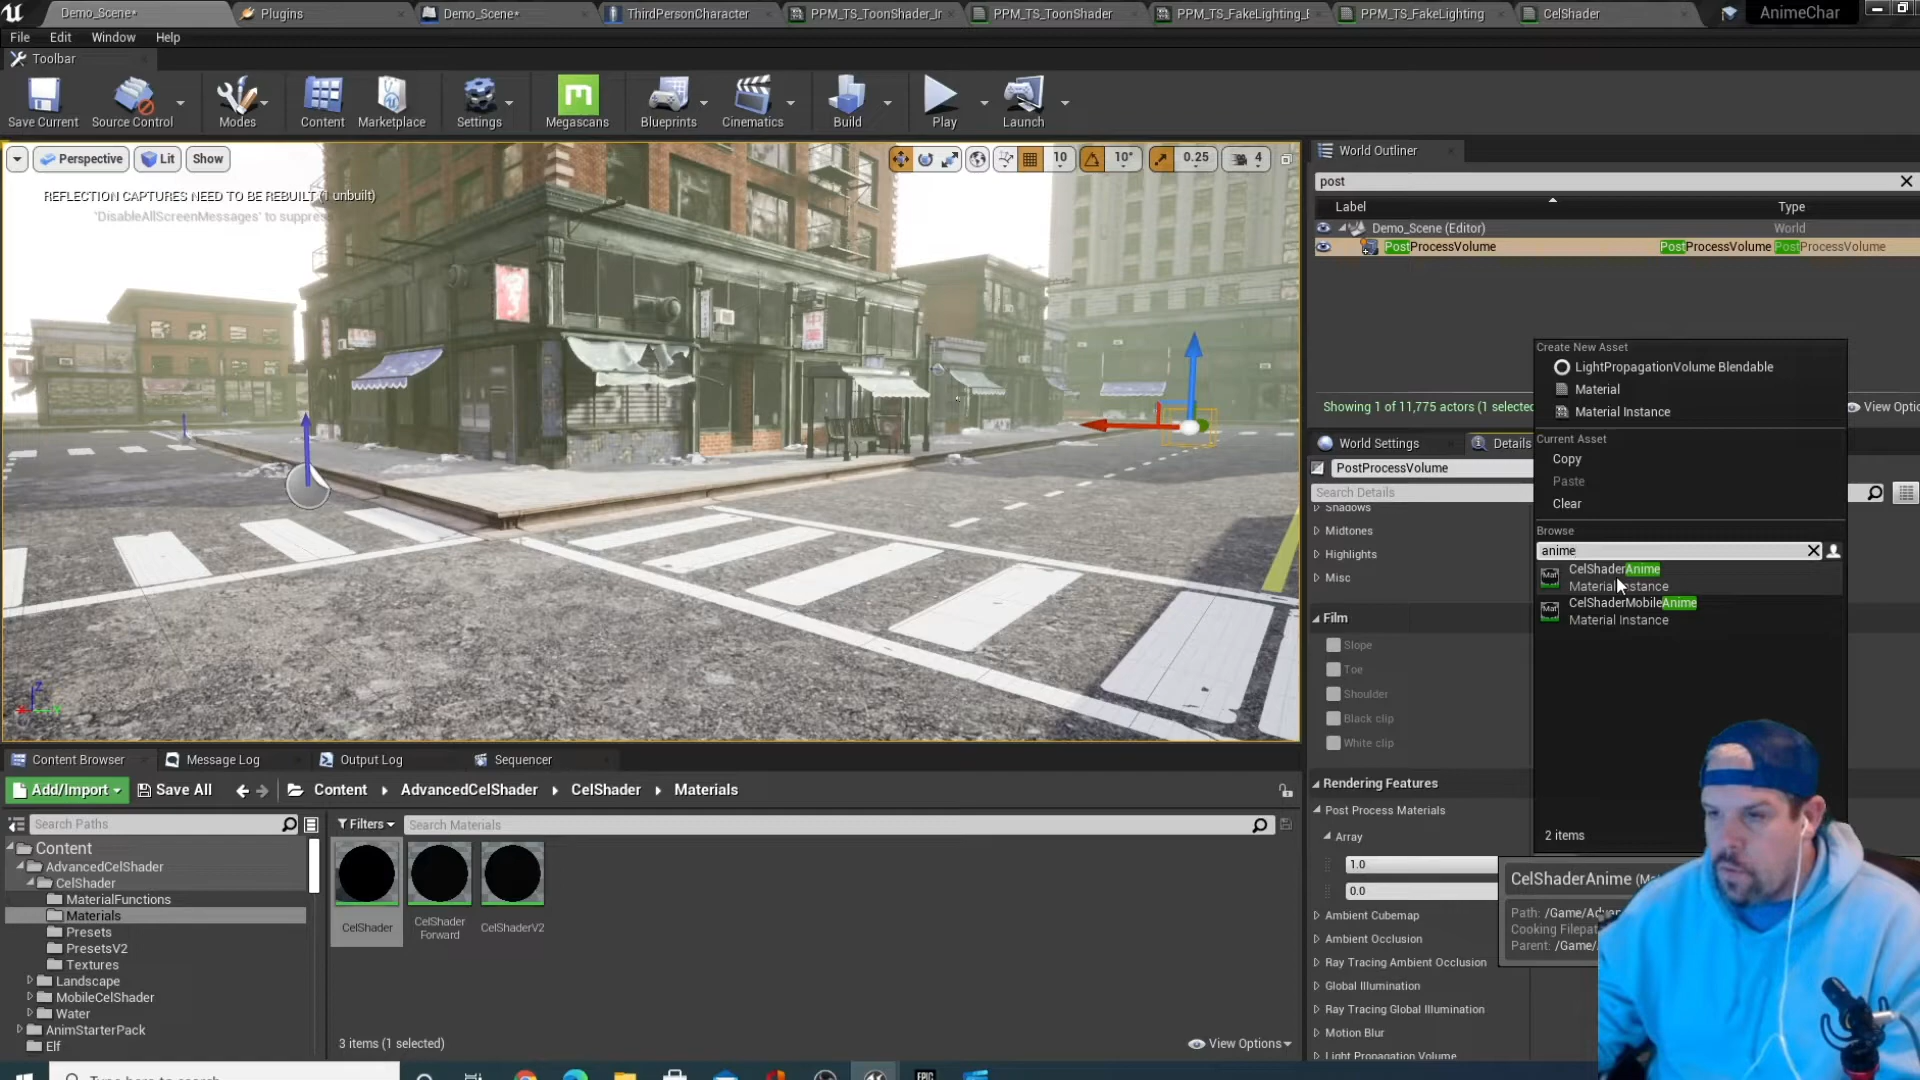 Demo_Scene*
Plugins
Demo_Scene*
ThirdPersonCharacter
PPM_TS_ToonShader_In
PPM_TS_ToonShader
PPM_TS_FakeLighting_
PPM_TS_FakeLighting
CelShader
AnimeChar
File
Edit
Window
Help
Toolbar
Save Current
Source Control
Modes
Content
Marketplace
Settings
Megascans
Blueprints
Cinematics
Build
Play
Launch
Perspective
Lit
Show
10
10°
0.25
4
REFLECTION CAPTURES NEED TO BE REBUILT (1 unbuilt)
'DisableAllScreenMessages' to suppress
World Outliner
post
Label
Type
Demo_Scene (Editor)
World
PostProcessVolume
PostProcessVolume
PostProcessVolume
Showing 1 of 11,775 actors (1 selected
View Optio
World Settings
Details
PostProcessVolume
Search Details
Shadows
Midtones
Highlights
Misc
Film
Slope
Toe
Shoulder
Black clip
White clip
Rendering Features
Post Process Materials
Array
1.0
0.0
Ambient Cubemap
Ambient Occlusion
Ray Tracing Ambient Occlusion
Global Illumination
Ray Tracing Global Illumination
Motion Blur
Light Propagation Volume
Create New Asset
LightPropagationVolume Blendable
Material
Material Instance
Current Asset
Copy
Paste
Clear
Browse
anime
CelShaderAnime
Material Instance
CelShaderMobileAnime
Material Instance
2 items
CelShaderAnime (Ma
Path: /Game/Advan
Cooking Filepat
Parent: /Game/
Content Browser
Message Log
Output Log
Sequencer
Add/Import
Save All
Content
AdvancedCelShader
CelShader
Materials
Search Paths
Filters
Search Materials
Content
AdvancedCelShader
CelShader
MaterialFunctions
Materials
Presets
PresetsV2
Textures
Landscape
MobileCelShader
Water
AnimStarterPack
Elf
CelShader
CelShader
Forward
CelShaderV2
3 items (1 selected)
View Options
Type here to search
EPIC